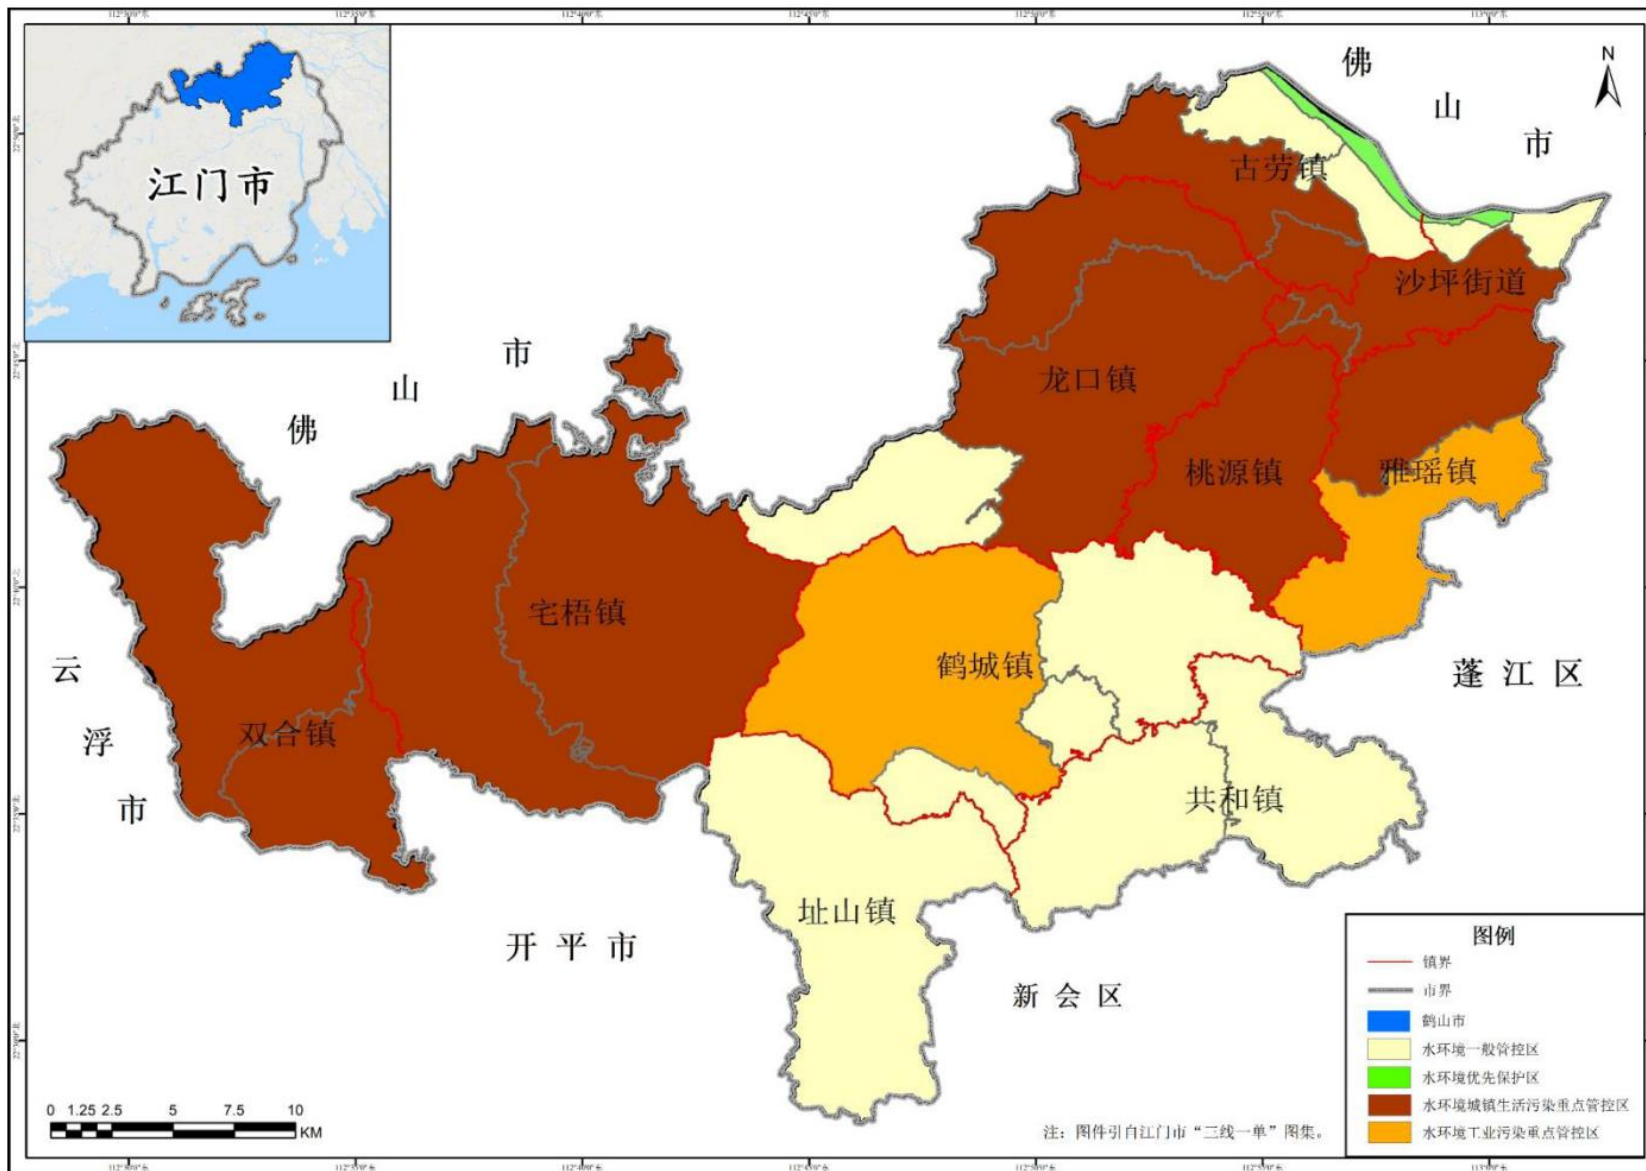 佛
山
市
江门市
古劳镇
沙坪街道
市
山
佛
龙口镇
桃源镇
雅瑶镇
宅梧镇
鹤城镇
云
浮
市
双合镇
蓬江区
共和镇
址山镇
开平市
新会区
N
图例
镇界
市界
鹤山市
水环境一般管控区
水环境优先保护区
水环境城镇生活污染重点管控区
水环境工业污染重点管控区
0 1.25 2.5 5 7.5 10
KM
注：图件引自江门市“三线一单”图集。